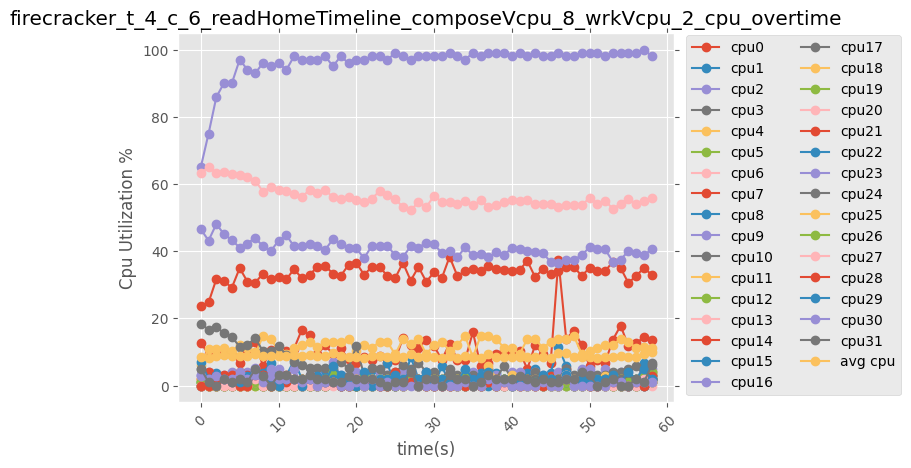 firecracker_t_4_c_6_readHomeTimeline_composeVcpu_8_wrkVcpu_2_cpu_overtime
Cpu Utilization %
100
80
60
40
20
0
0
10
20
30
40
50
60
time(s)
cpu0
cpu1
cpu2
cpu3
cpu4
cpu5
cpu6
cpu7
cpu8
cpu9
cpu10
cpu11
cpu12
cpu13
cpu14
cpu15
cpu16
cpu17
cpu18
cpu19
cpu20
cpu21
cpu22
cpu23
cpu24
cpu25
cpu26
cpu27
cpu28
cpu29
cpu30
cpu31
avg cpu